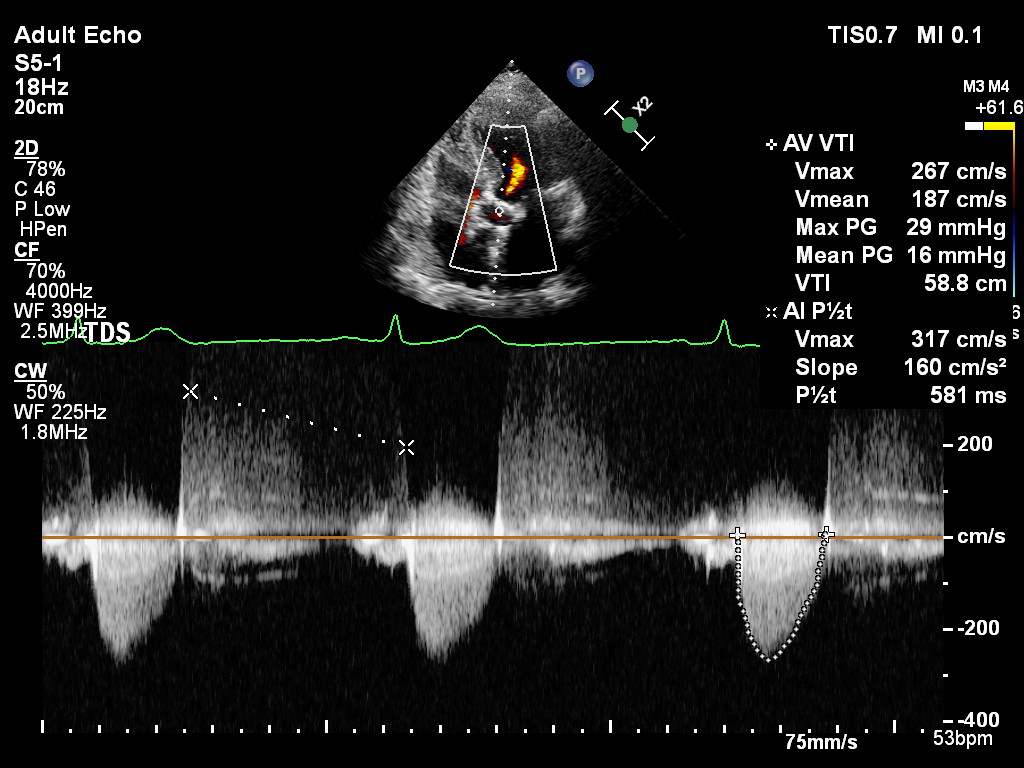 Adult Echo
TIS0.7 MI 0.1
S5-1
18Hz
20cm
2D
78%
C 46
P Low
HPen
CF
70%
4000Hz
WF 399Hz
2.5MHz
TDS
CW
50%
WF 225Hz
1.8MHz
P
X2
M3 M4
+61.6
AV VTI
Vmax 267 cm/s
Vmean 187 cm/s
Max PG 29 mmHg
Mean PG 16 mmHg
VTI 58.8 cm
AI P½t
Vmax 317 cm/s
Slope 160 cm/s²
P½t 581 ms
200
cm/s
-200
-400
75mm/s
53bpm